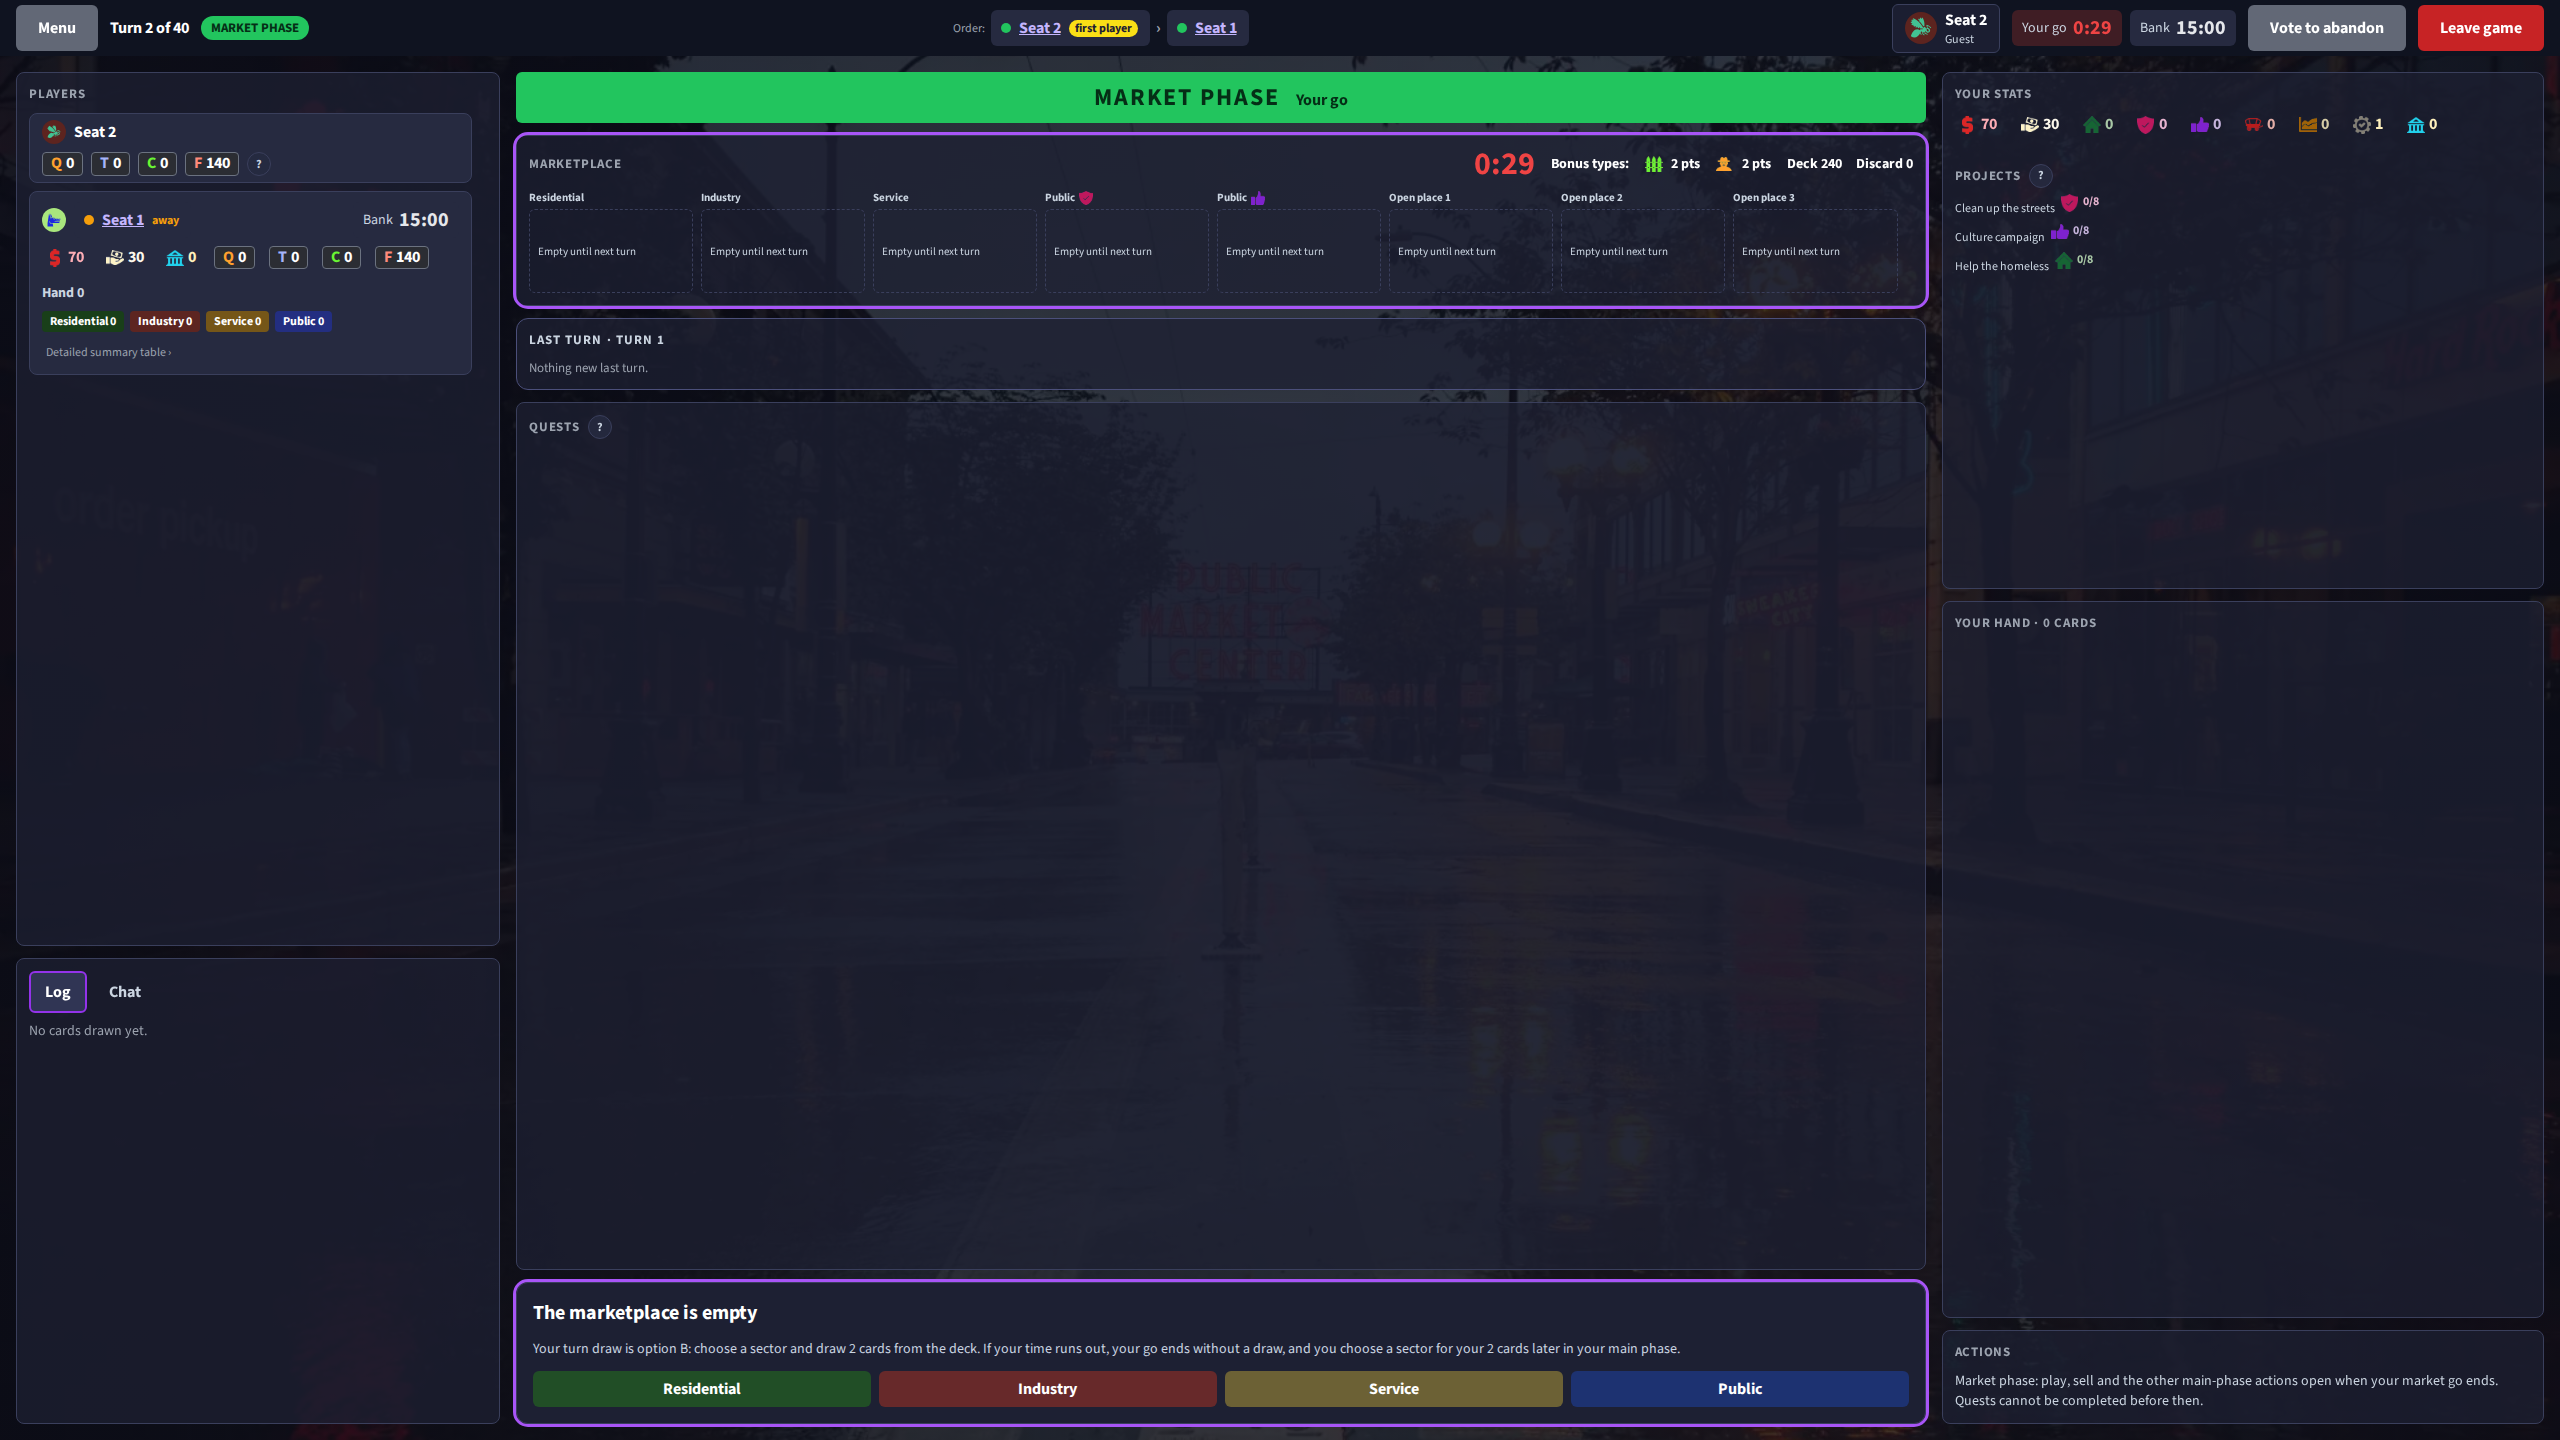 Menu
Turn 2 of 40
MARKET PHASE
Order:
Seat 2
first player
›
Seat 1
Seat 2
Guest
Your go 0:29
Bank 15:00
Vote to abandon
Leave game
PLAYERS
Seat 2
Q 0
T 0
C 0
F 140
?
Seat 1 away
Bank 15:00
70
30
0
Q 0
T 0
C 0
F 140
Hand 0
Residential 0
Industry 0
Service 0
Public 0
Detailed summary table ›
Log
Chat
No cards drawn yet.
MARKET PHASE Your go
MARKETPLACE
0:29
Bonus types:
2 pts
2 pts
Deck 240
Discard 0
Residential
Industry
Service
Public
Public
Open place 1
Open place 2
Open place 3
Empty until next turn
Empty until next turn
Empty until next turn
Empty until next turn
Empty until next turn
Empty until next turn
Empty until next turn
Empty until next turn
LAST TURN · TURN 1
Nothing new last turn.
QUESTS ?
PUBLIC
MARKET
CENTER
order pickup
The marketplace is empty
Your turn draw is option B: choose a sector and draw 2 cards from the deck. If your time runs out, your go ends without a draw, and you choose a sector for your 2 cards later in your main phase.
Residential
Industry
Service
Public
YOUR STATS
70
30
0
0
0
0
0
1
0
PROJECTS ?
Clean up the streets 0/8
Culture campaign 0/8
Help the homeless 0/8
YOUR HAND · 0 CARDS
ACTIONS
Market phase: play, sell and the other main-phase actions open when your market go ends.
Quests cannot be completed before then.